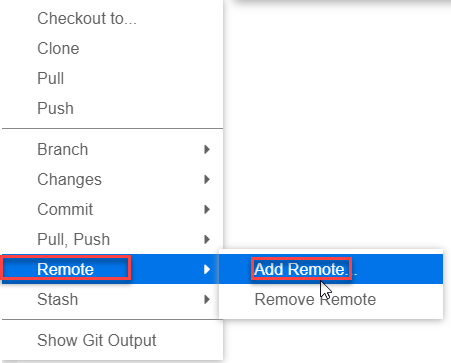 Checkout to...
Clone
Pull
Push
Branch
Changes
Commit
Pull, Push
Remote
Add Remote...
Stash
Remove Remote
Show Git Output